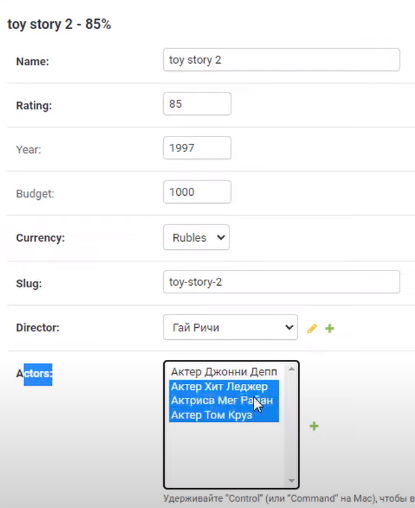 toy story 2 - 85%
Name: toy story 2
Rating: 85
Year: 1997
Budget: 1000
Currency: Rubles
Slug: toy-story-2
Director: Гай Ричи
Actors: Актер Джонни Депп
Актер Хит Леджер
Актриса Мег Райан
Актер Том Круз
Удерживайте "Control" (или "Command" на Mac), чтобы в